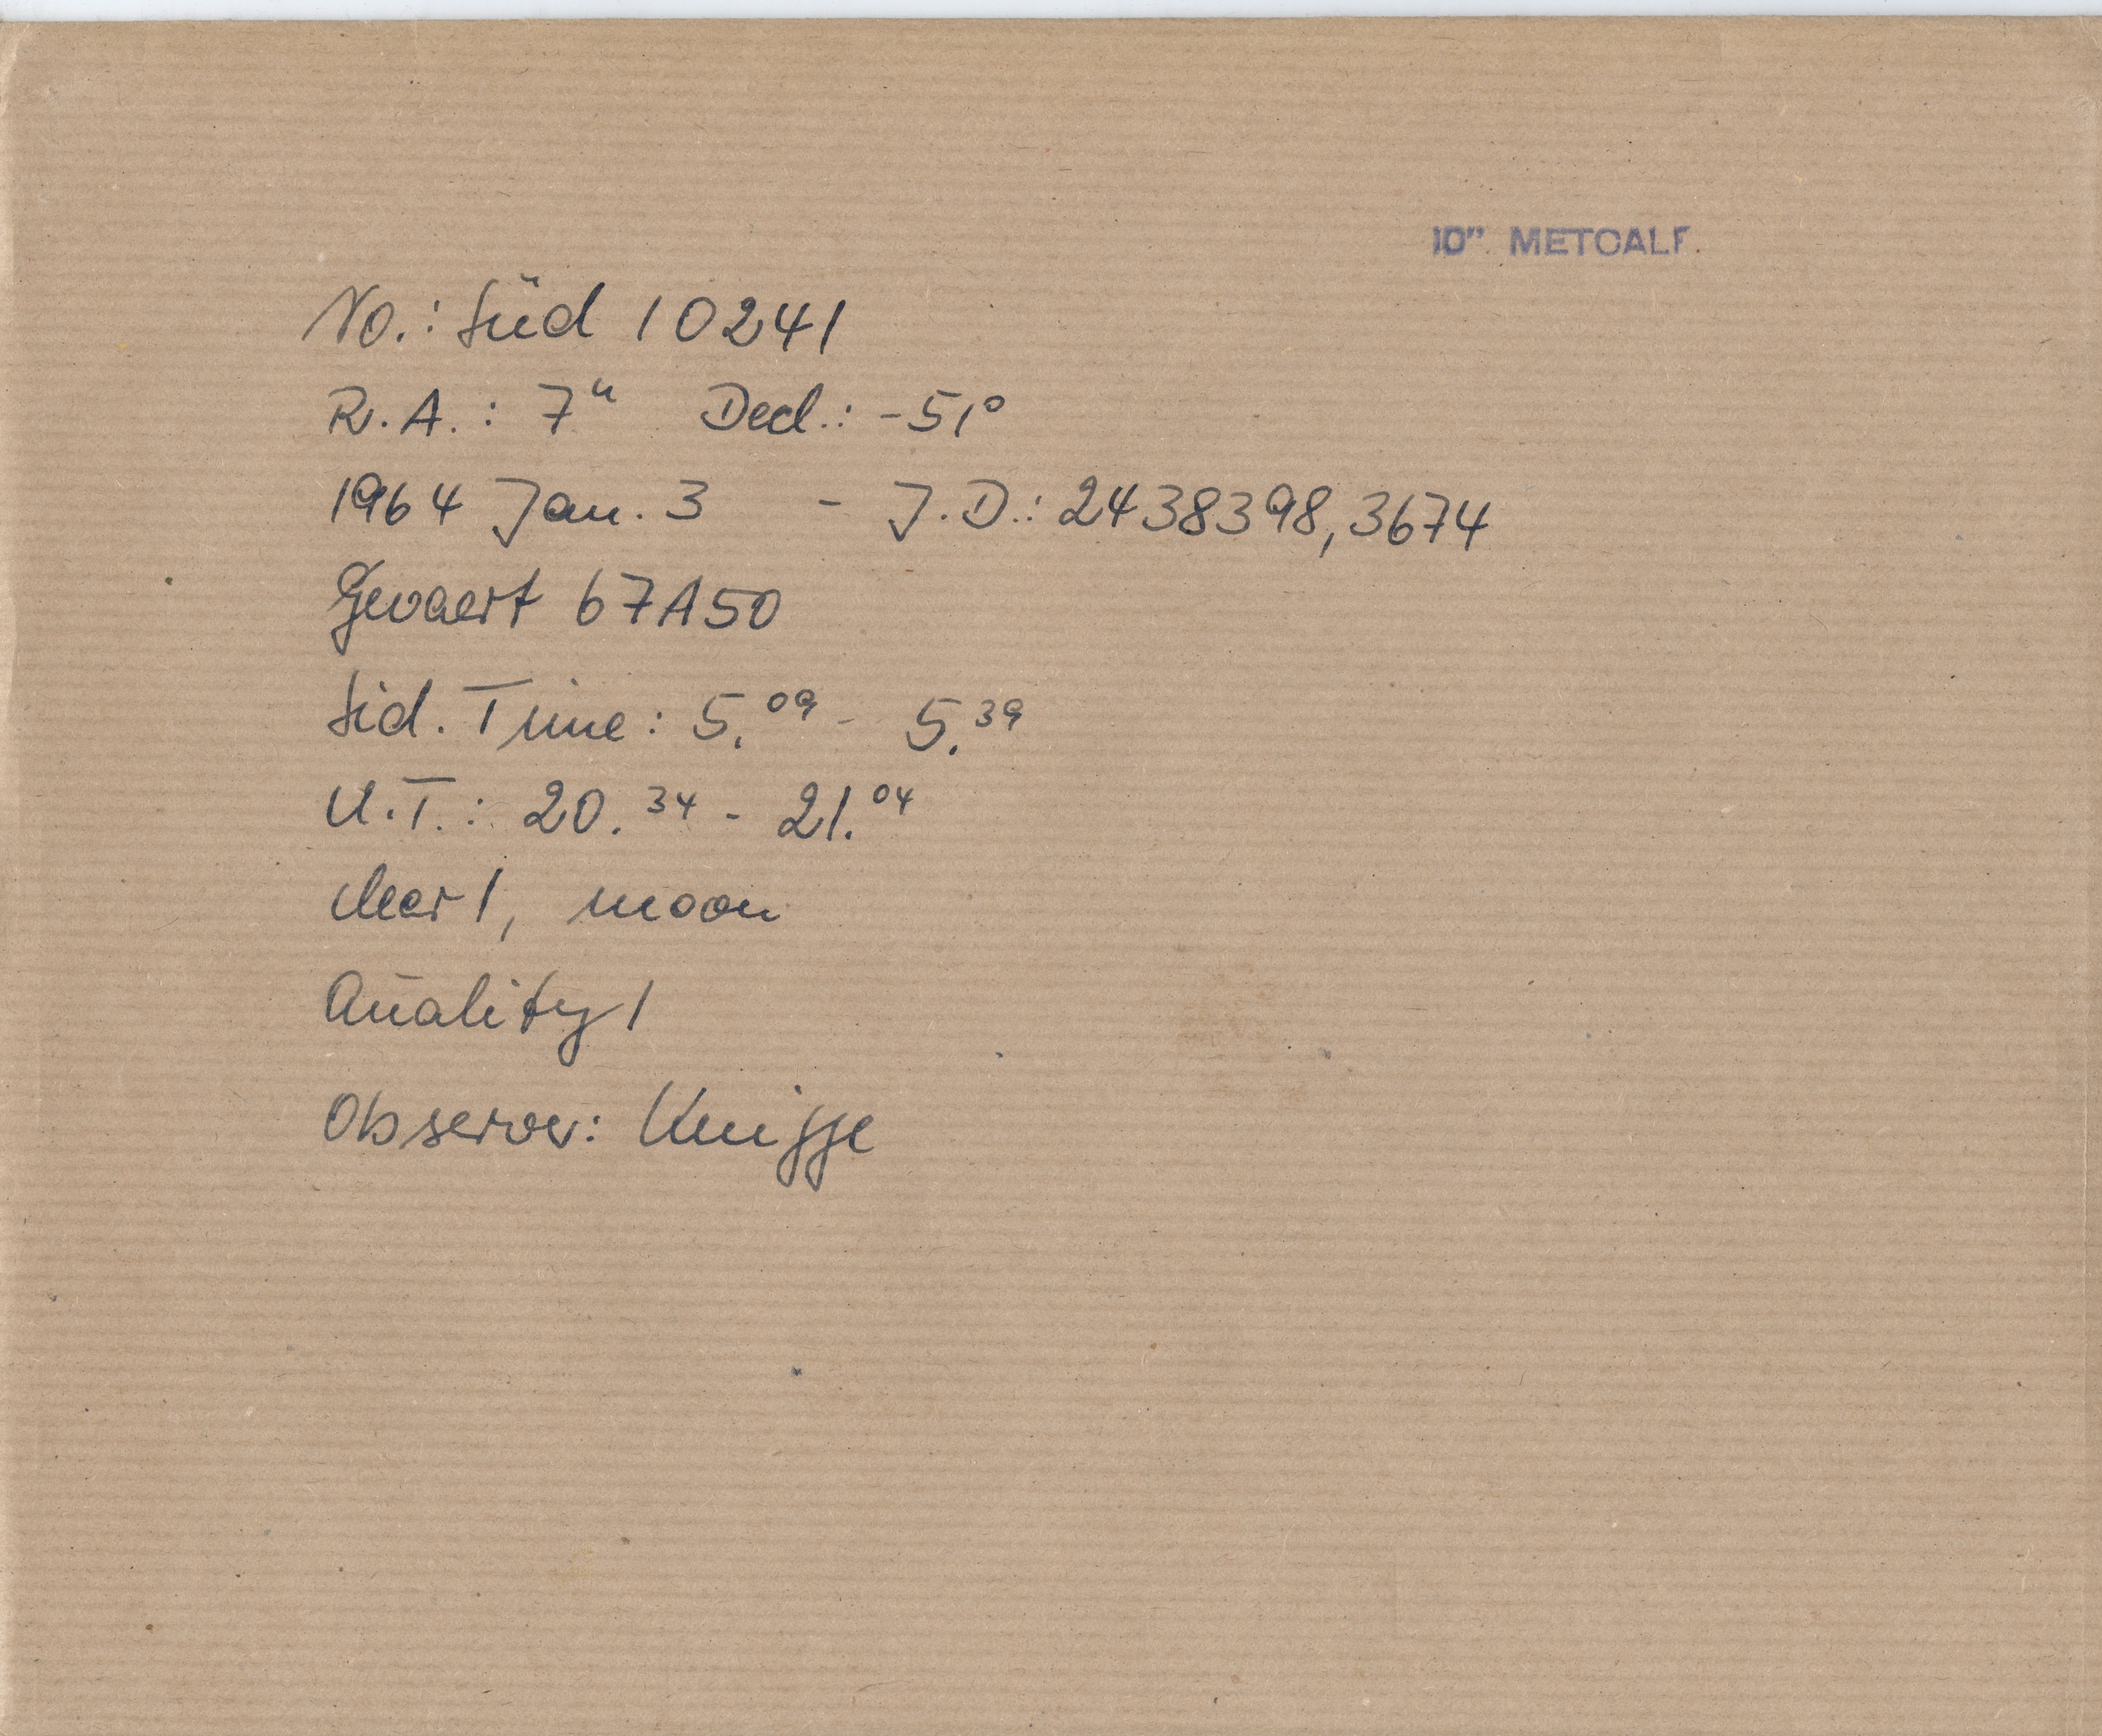 10" METCALF.
No.: Süd 10241
R.A.: 7ʰ Decl.: -51°
1964 Jan. 3 - J.D.: 2438398,3674
Gevaert 67A50
Sid. Time: 5.⁰⁹ - 5.³⁹
U.T.: 20.³⁴ - 21.⁰⁴
clear 1, moon
Quality 1
Observer: Knigge